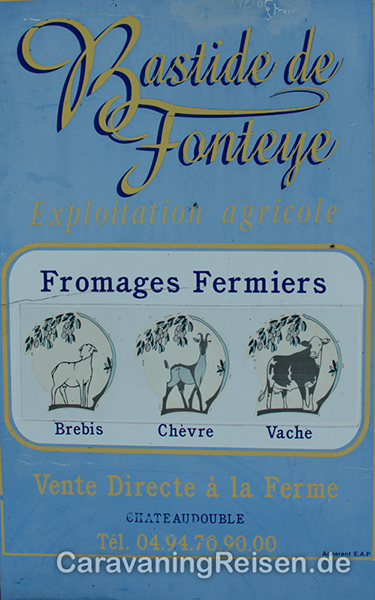 Bastide de
Fonteye
Exploitation agricole
Fromages Fermiers
Brebis Chèvre Vache
Vente Directe à la Ferme
CHATEAUDOUBLE
Tél. 04.94.70.90.00
Adhérent E.A.P
CaravaningReisen.de